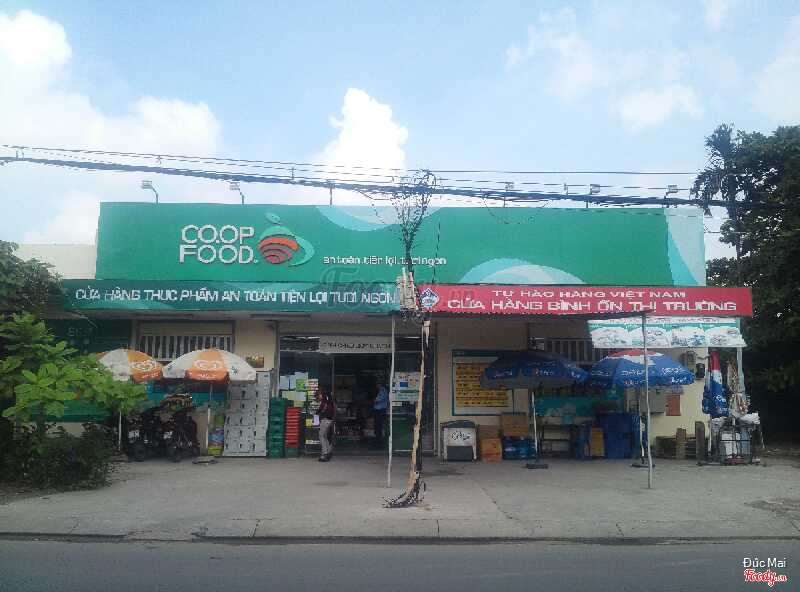 CO.OP
FOOD.
an toàn, tiện lợi, tươi ngon
CỬA HÀNG THỰC PHẨM AN TOÀN TIỆN LỢI TƯƠI NGON
TỰ HÀO HÀNG VIỆT NAM
CỬA HÀNG BÌNH ỔN THỊ TRƯỜNG
Đức Mai
Foody.vn